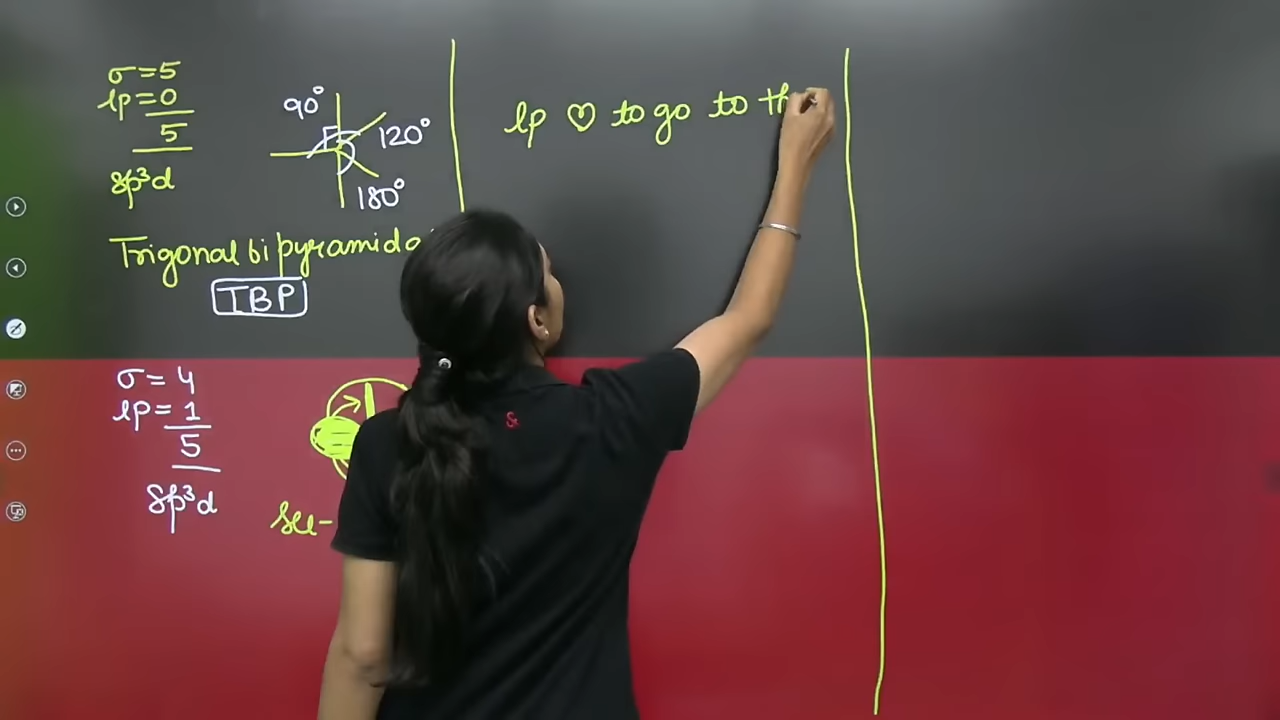 σ = 5
lp = 0
5
sp³d
90°
120°
180°
Trigonal bipyramida
TBP
σ = 4
lp = 1
5
sp³d
see-
lp ♡ to go to th
&